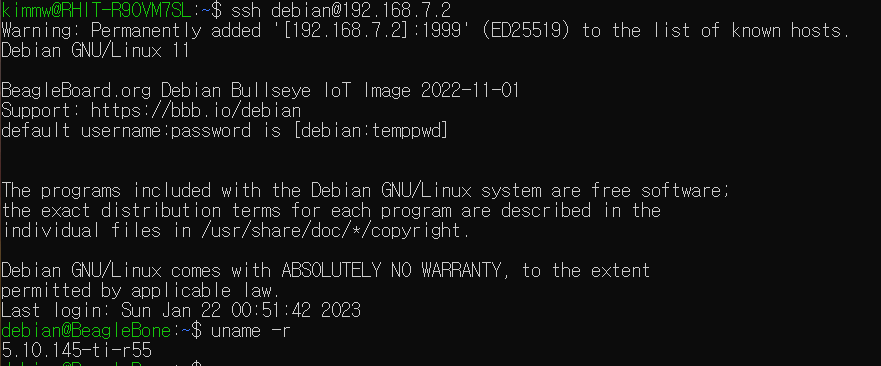 kimmw@RHIT-R90VM7SL:~$ ssh debian@192.168.7.2
Warning: Permanently added '[192.168.7.2]:1999' (ED25519) to the list of known hosts.
Debian GNU/Linux 11
BeagleBoard.org Debian Bullseye IoT Image 2022-11-01
Support: https://bbb.io/debian
default username:password is [debian:temppwd]
The programs included with the Debian GNU/Linux system are free software;
the exact distribution terms for each program are described in the
individual files in /usr/share/doc/*/copyright.
Debian GNU/Linux comes with ABSOLUTELY NO WARRANTY, to the extent
permitted by applicable law.
Last login: Sun Jan 22 00:51:42 2023
debian@BeagleBone:~$ uname -r
5.10.145-ti-r55